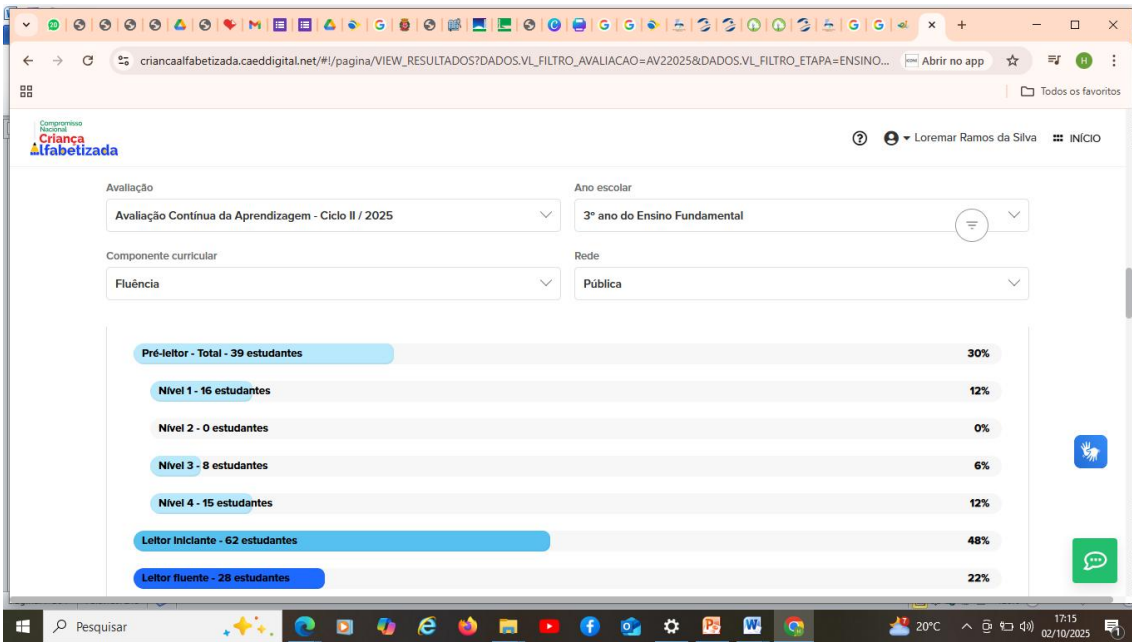 criancaalfabetizada.caeddigital.net/#!/pagina/VIEW_RESULTADOS?DADOS.VL_FILTRO_AVALIACAO=AV22025&DADOS.VL_FILTRO_ETAPA=ENSINO...
Abrir no app
H
Todos os favoritos
Compromisso
Nacional
Criança
Alfabetizada
Loremar Ramos da Silva
INÍCIO
Avaliação
Ano escolar
Avaliação Contínua da Aprendizagem - Ciclo II / 2025
3º ano do Ensino Fundamental
Componente curricular
Rede
Fluência
Pública
Pré-leitor - Total - 39 estudantes 30%
Nível 1 - 16 estudantes 12%
Nível 2 - 0 estudantes 0%
Nível 3 - 8 estudantes 6%
Nível 4 - 15 estudantes 12%
Leitor Iniciante - 62 estudantes 48%
Leitor fluente - 28 estudantes 22%
Pesquisar
20°C
17:15
02/10/2025